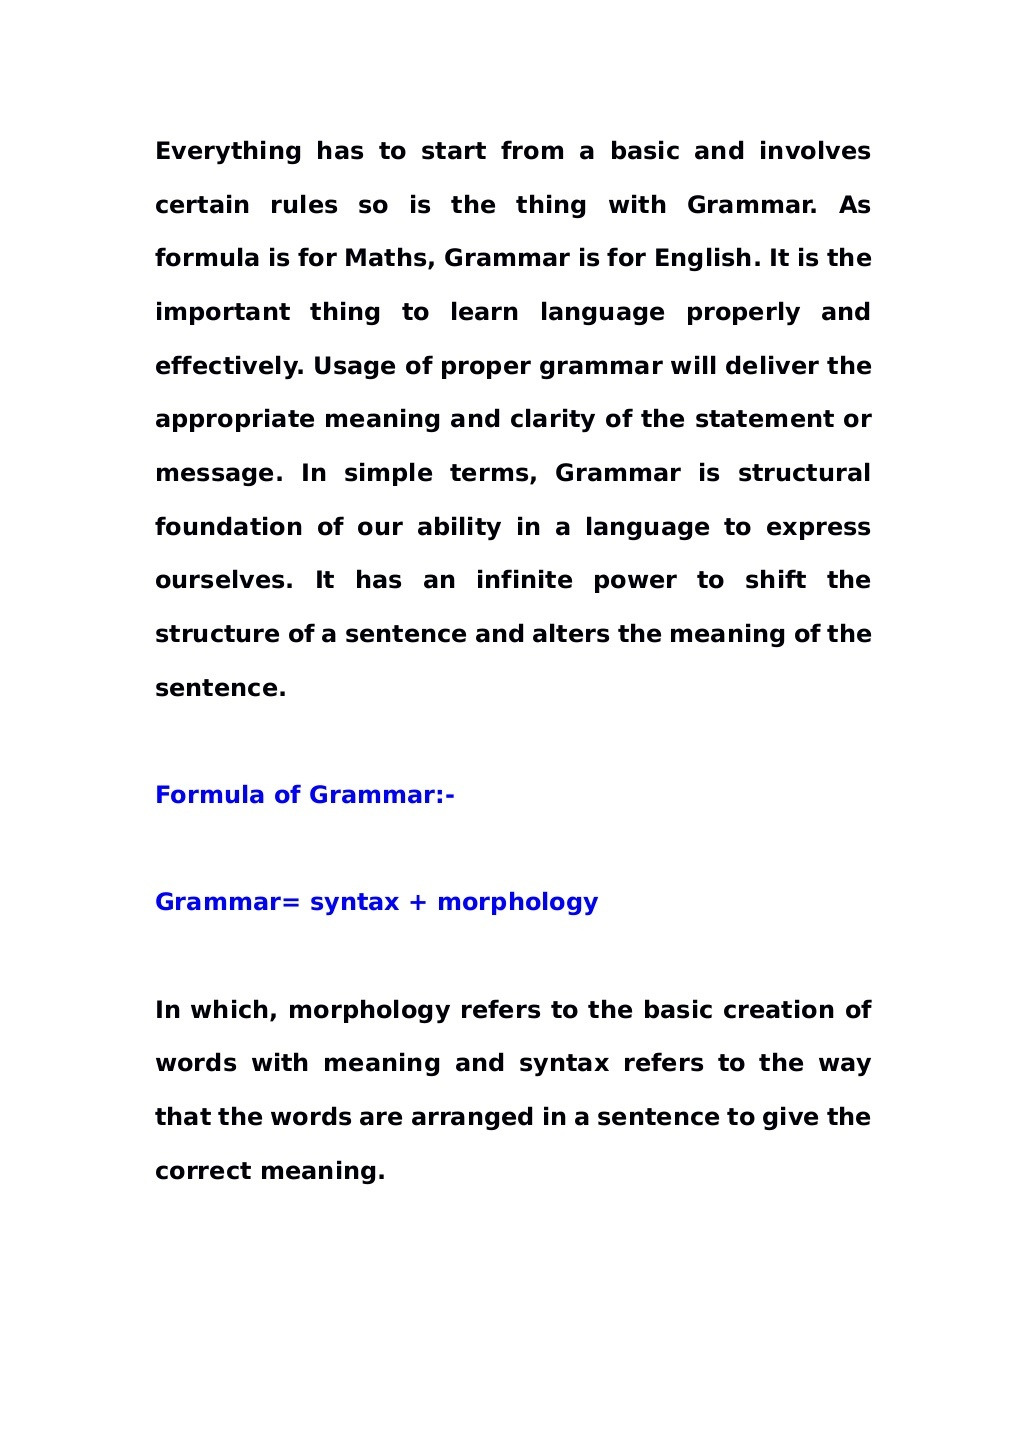 Everything has to start from a basic and involves
certain rules so is the thing with Grammar. As
formula is for Maths, Grammar is for English. It is the
important thing to learn language properly and
effectively. Usage of proper grammar will deliver the
appropriate meaning and clarity of the statement or
message. In simple terms, Grammar is structural
foundation of our ability in a language to express
ourselves. It has an infinite power to shift the
structure of a sentence and alters the meaning of the
sentence.
Formula of Grammar:-
Grammar= syntax + morphology
In which, morphology refers to the basic creation of
words with meaning and syntax refers to the way
that the words are arranged in a sentence to give the
correct meaning.